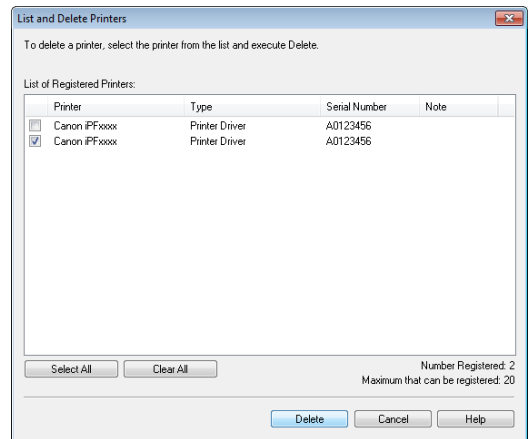 List and Delete Printers
To delete a printer, select the printer from the list and execute Delete.
List of Registered Printers:
Printer Type Serial Number Note
Canon iPFxxxx Printer Driver A0123456
Canon iPFxxxx Printer Driver A0123456
Select All Clear All Number Registered: 2
Maximum that can be registered: 20
Delete Cancel Help